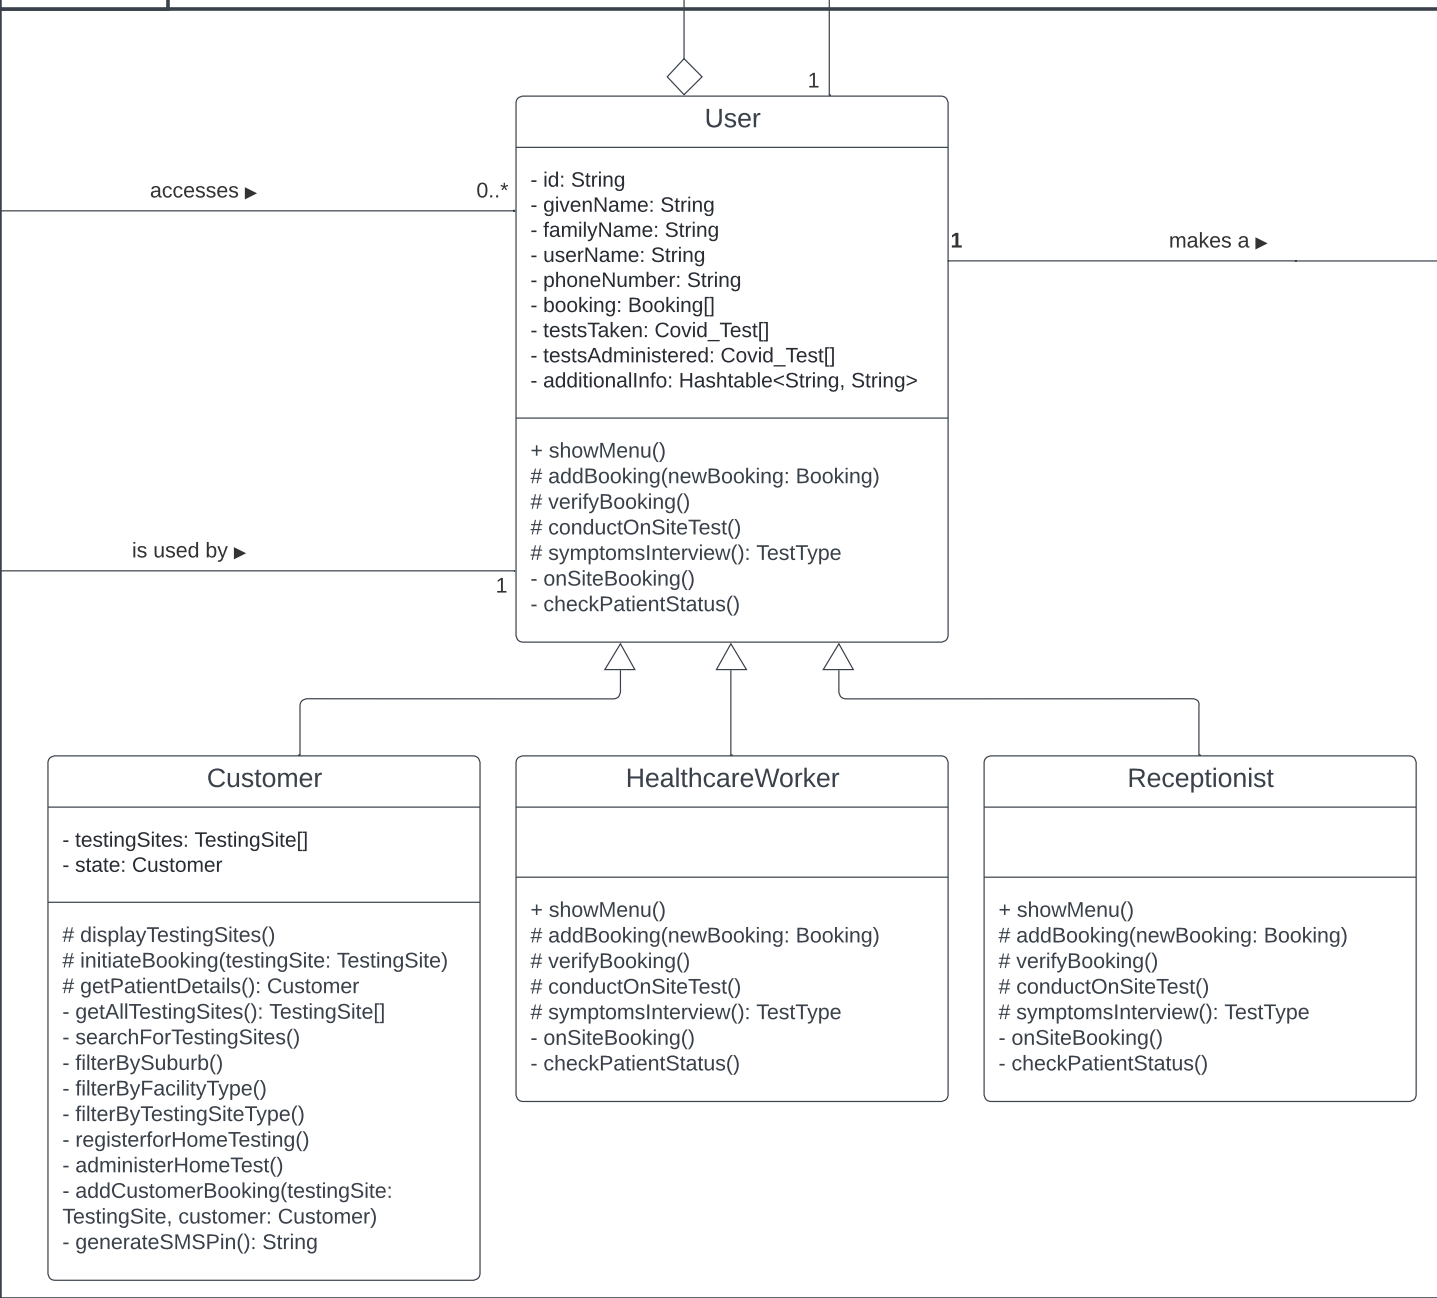 1
User
accesses ▶
0..*
- id: String
- givenName: String
- familyName: String
- userName: String
- phoneNumber: String
- booking: Booking[]
- testsTaken: Covid_Test[]
- testsAdministered: Covid_Test[]
- additionalInfo: Hashtable<String, String>
1
makes a ▶
+ showMenu()
# addBooking(newBooking: Booking)
# verifyBooking()
# conductOnSiteTest()
# symptomsInterview(): TestType
- onSiteBooking()
- checkPatientStatus()
is used by ▶
1
Customer
- testingSites: TestingSite[]
- state: Customer
# displayTestingSites()
# initiateBooking(testingSite: TestingSite)
# getPatientDetails(): Customer
- getAllTestingSites(): TestingSite[]
- searchForTestingSites()
- filterBySuburb()
- filterByFacilityType()
- filterByTestingSiteType()
- registerforHomeTesting()
- administerHomeTest()
- addCustomerBooking(testingSite:
TestingSite, customer: Customer)
- generateSMSPin(): String
HealthcareWorker
+ showMenu()
# addBooking(newBooking: Booking)
# verifyBooking()
# conductOnSiteTest()
# symptomsInterview(): TestType
- onSiteBooking()
- checkPatientStatus()
Receptionist
+ showMenu()
# addBooking(newBooking: Booking)
# verifyBooking()
# conductOnSiteTest()
# symptomsInterview(): TestType
- onSiteBooking()
- checkPatientStatus()